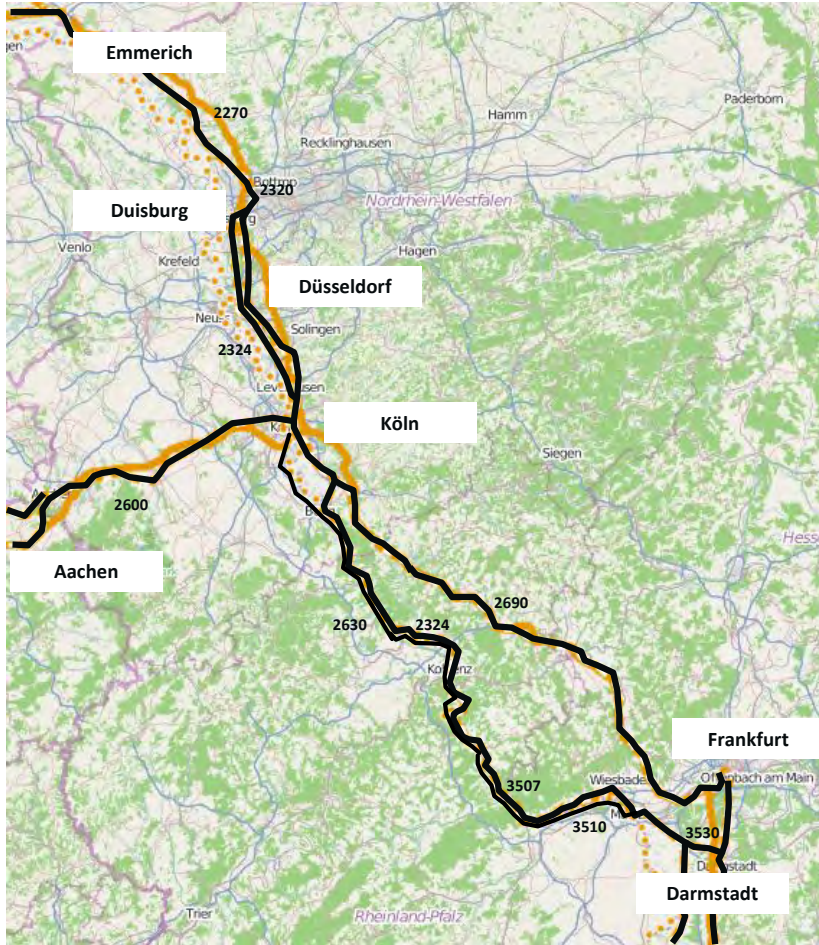 Emmerich
2270
Paderborn
Hamm
Recklinghausen
Bottrop
2320
Duisburg
Nordrhein-Westfalen
Venlo
Krefeld
Hagen
Düsseldorf
Solingen
2324
Köln
Siegen
2600
Aachen
2690
2630
2324
Frankfurt
Offenbach am Main
3507
3510
3530
Darmstadt
Trier
Rheinland-Pfalz